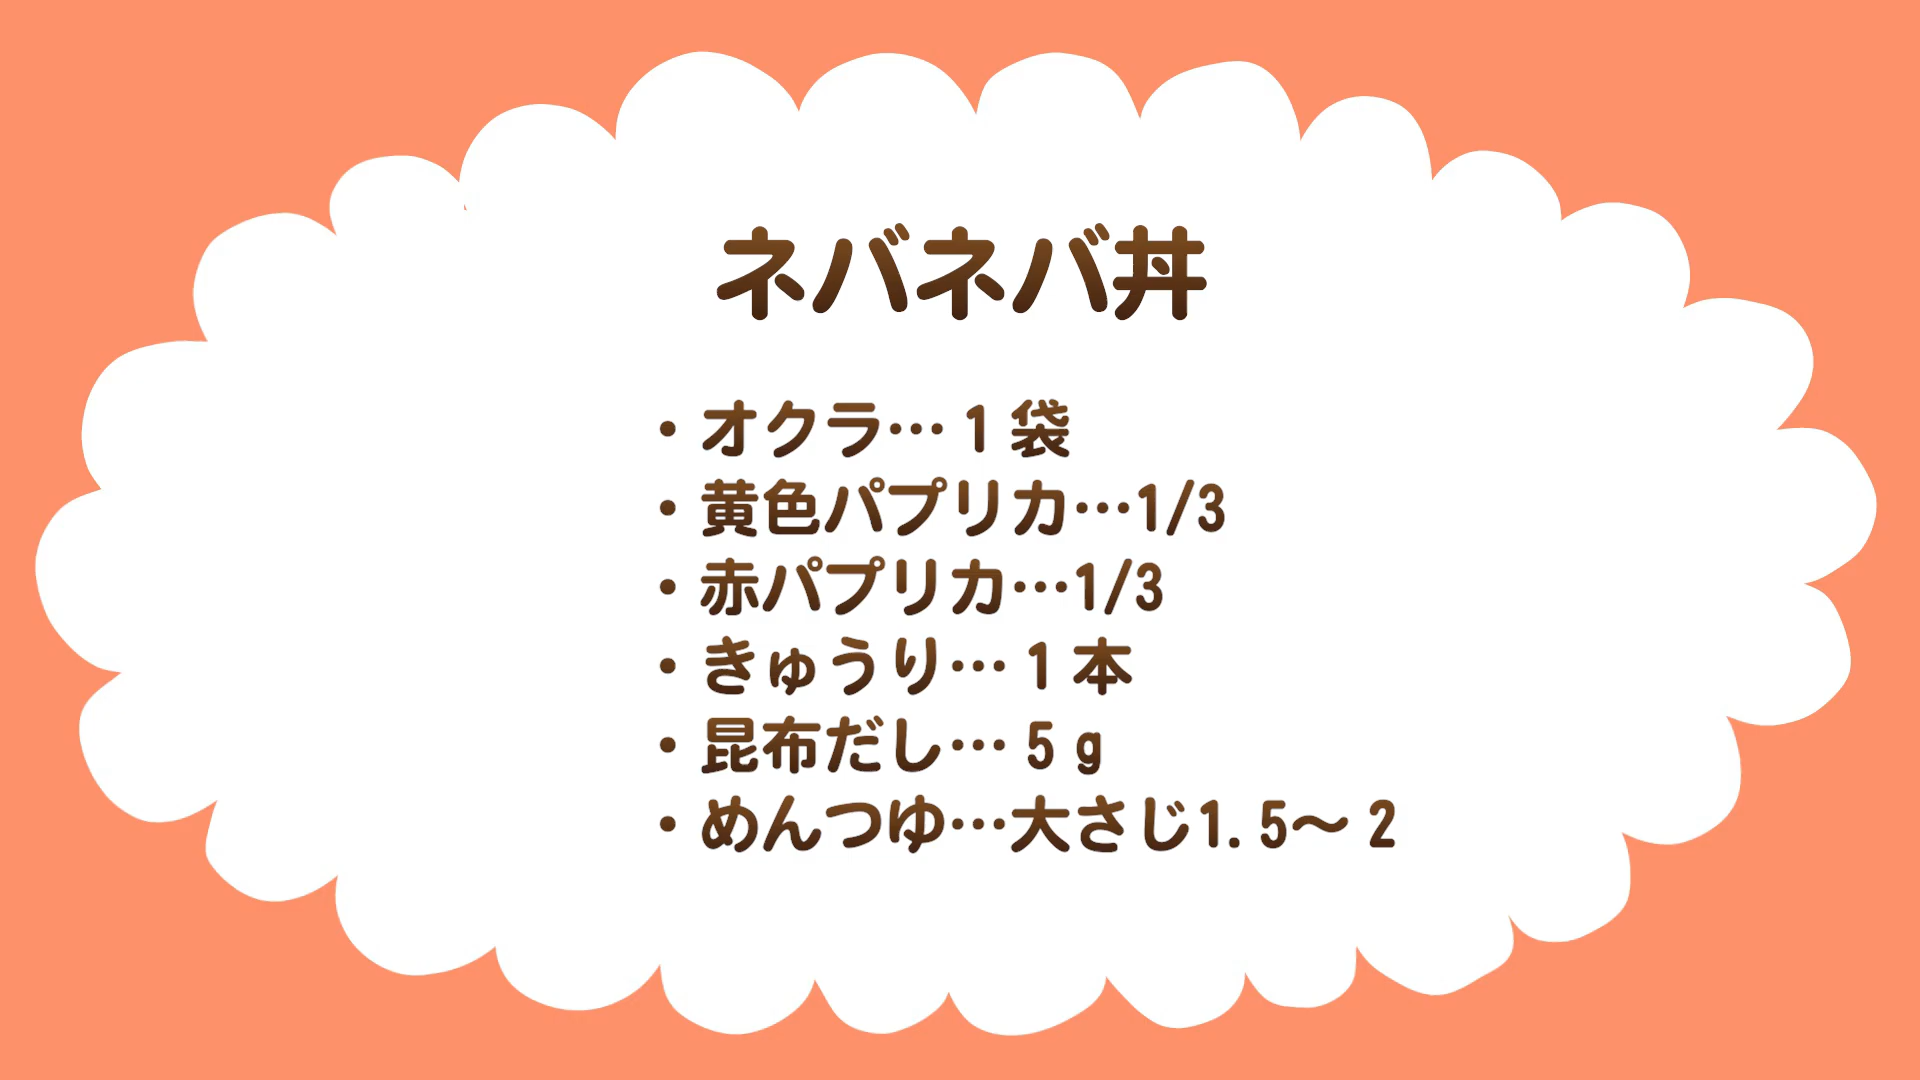 ネバネバ丼
・オクラ…1袋
・黄色パプリカ…1/3
・赤パプリカ…1/3
・きゅうり…1本
・昆布だし…5g
・めんつゆ…大さじ1.5〜2